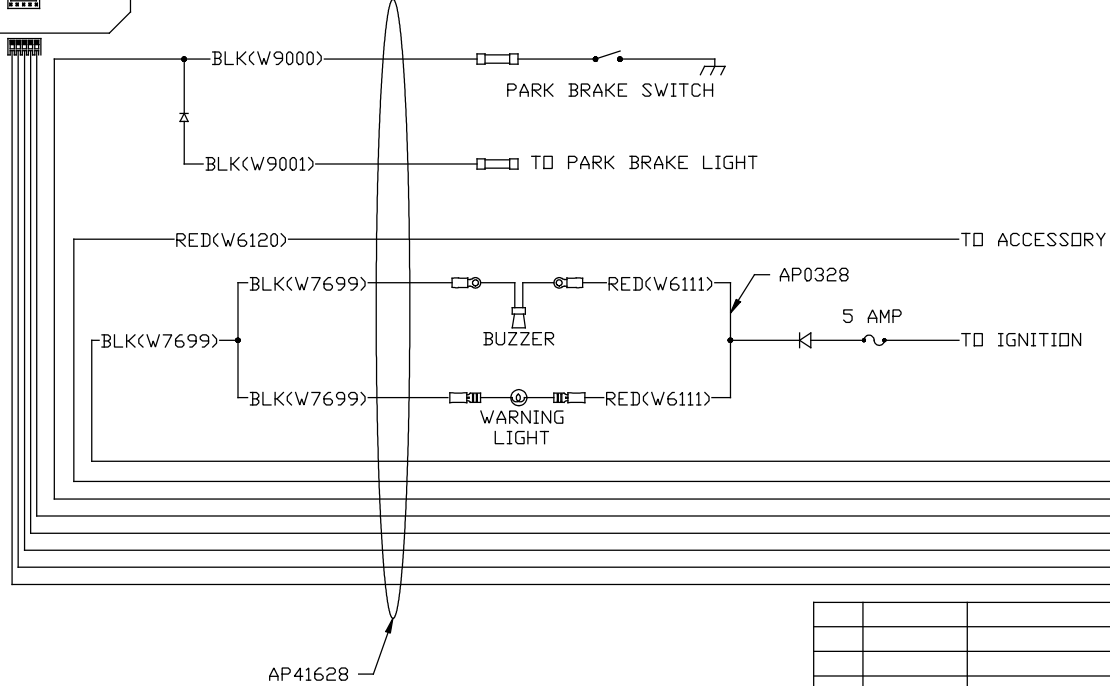 BLK(W9000)
PARK BRAKE SWITCH
BLK(W9001)
TO PARK BRAKE LIGHT
RED(W6120)
TO ACCESSORY
BLK(W7699)
RED(W6111)
AP0328
BUZZER
5 AMP
BLK(W7699)
TO IGNITION
BLK(W7699)
RED(W6111)
WARNING
LIGHT
AP41628